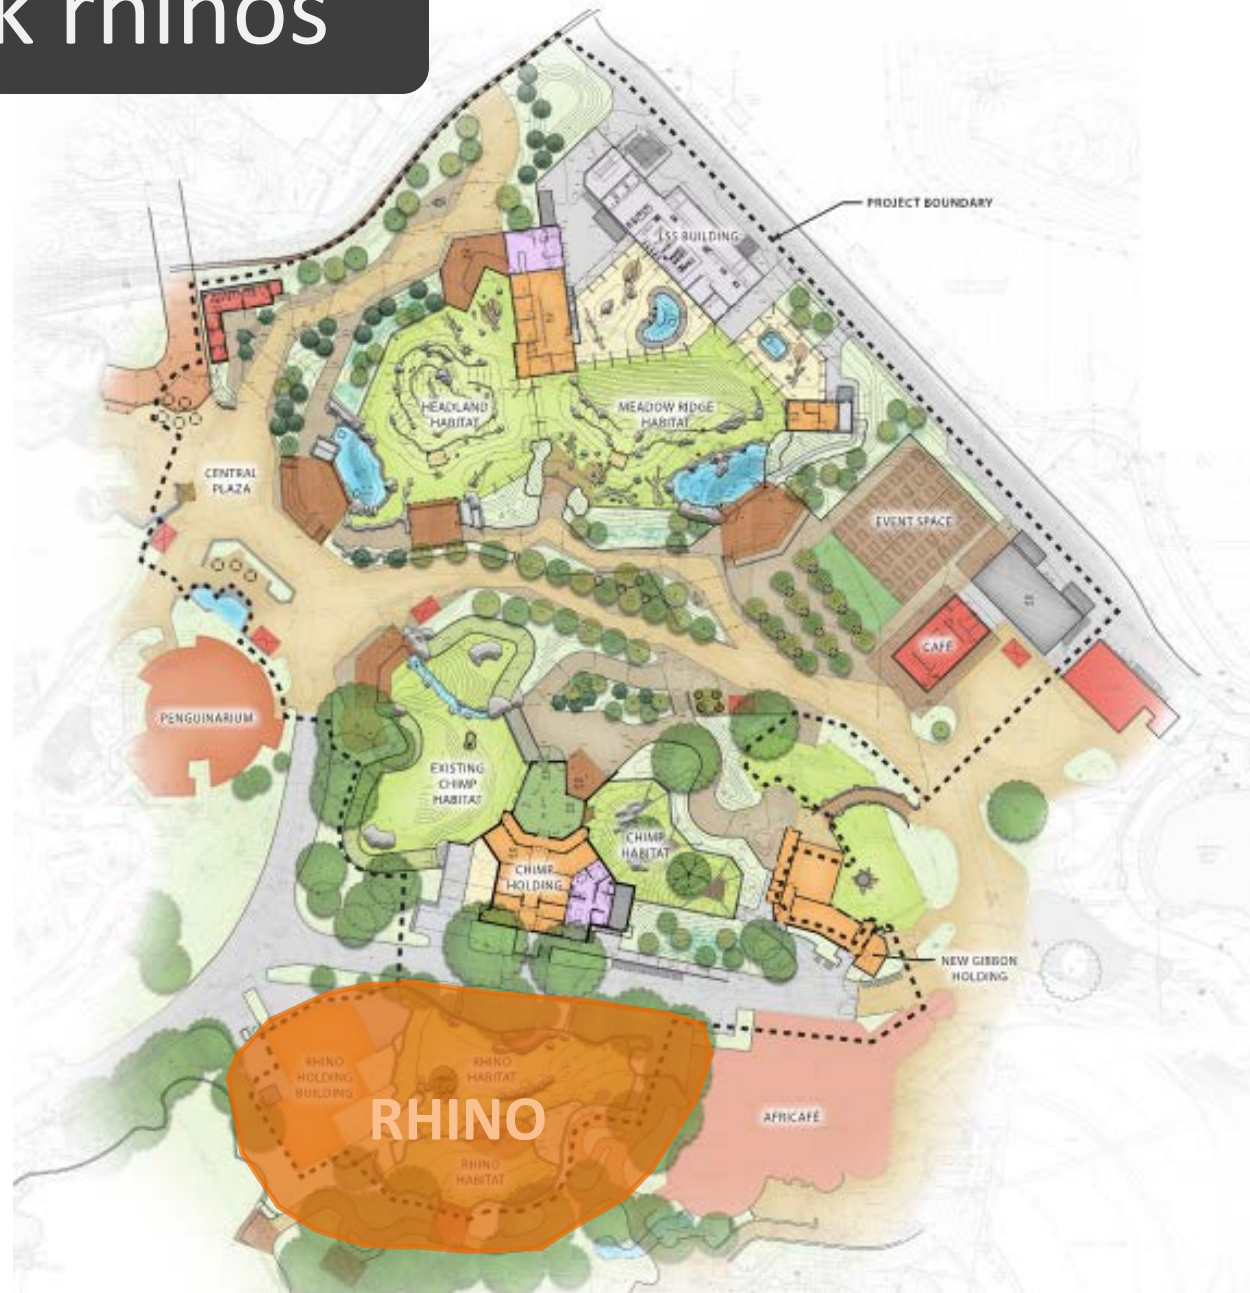 k rhinos
PROJECT BOUNDARY
LSS BUILDING
HEADLAND
HABITAT
MEADOW RIDGE
HABITAT
CENTRAL
PLAZA
EVENT SPACE
CAFÉ
PENGUINARIUM
EXISTING
CHIMP
HABITAT
CHIMP
HABITAT
CHIMP
HOLDING
NEW GIBBON
HOLDING
RHINO
HOLDING
BUILDING
RHINO
HABITAT
RHINO
AFRICAFÉ
RHINO
HABITAT